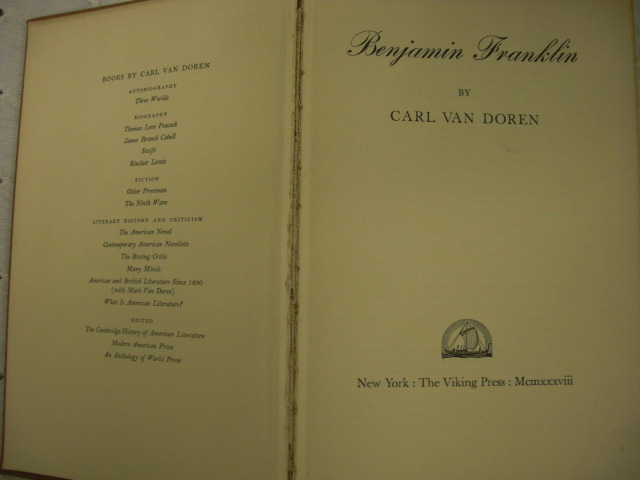 BOOKS BY CARL VAN DOREN
AUTOBIOGRAPHY
Three Worlds
BIOGRAPHY
Thomas Love Peacock
James Branch Cabell
Swift
Sinclair Lewis
FICTION
Other Provinces
The Ninth Wave
LITERARY HISTORY AND CRITICISM
The American Novel
Contemporary American Novelists
The Roving Critic
Many Minds
American and British Literature Since 1890
(with Mark Van Doren)
What Is American Literature?
EDITED
The Cambridge History of American Literature
Modern American Prose
An Anthology of World Prose
Benjamin Franklin
BY
CARL VAN DOREN
New York : The Viking Press : Mcmxxxviii